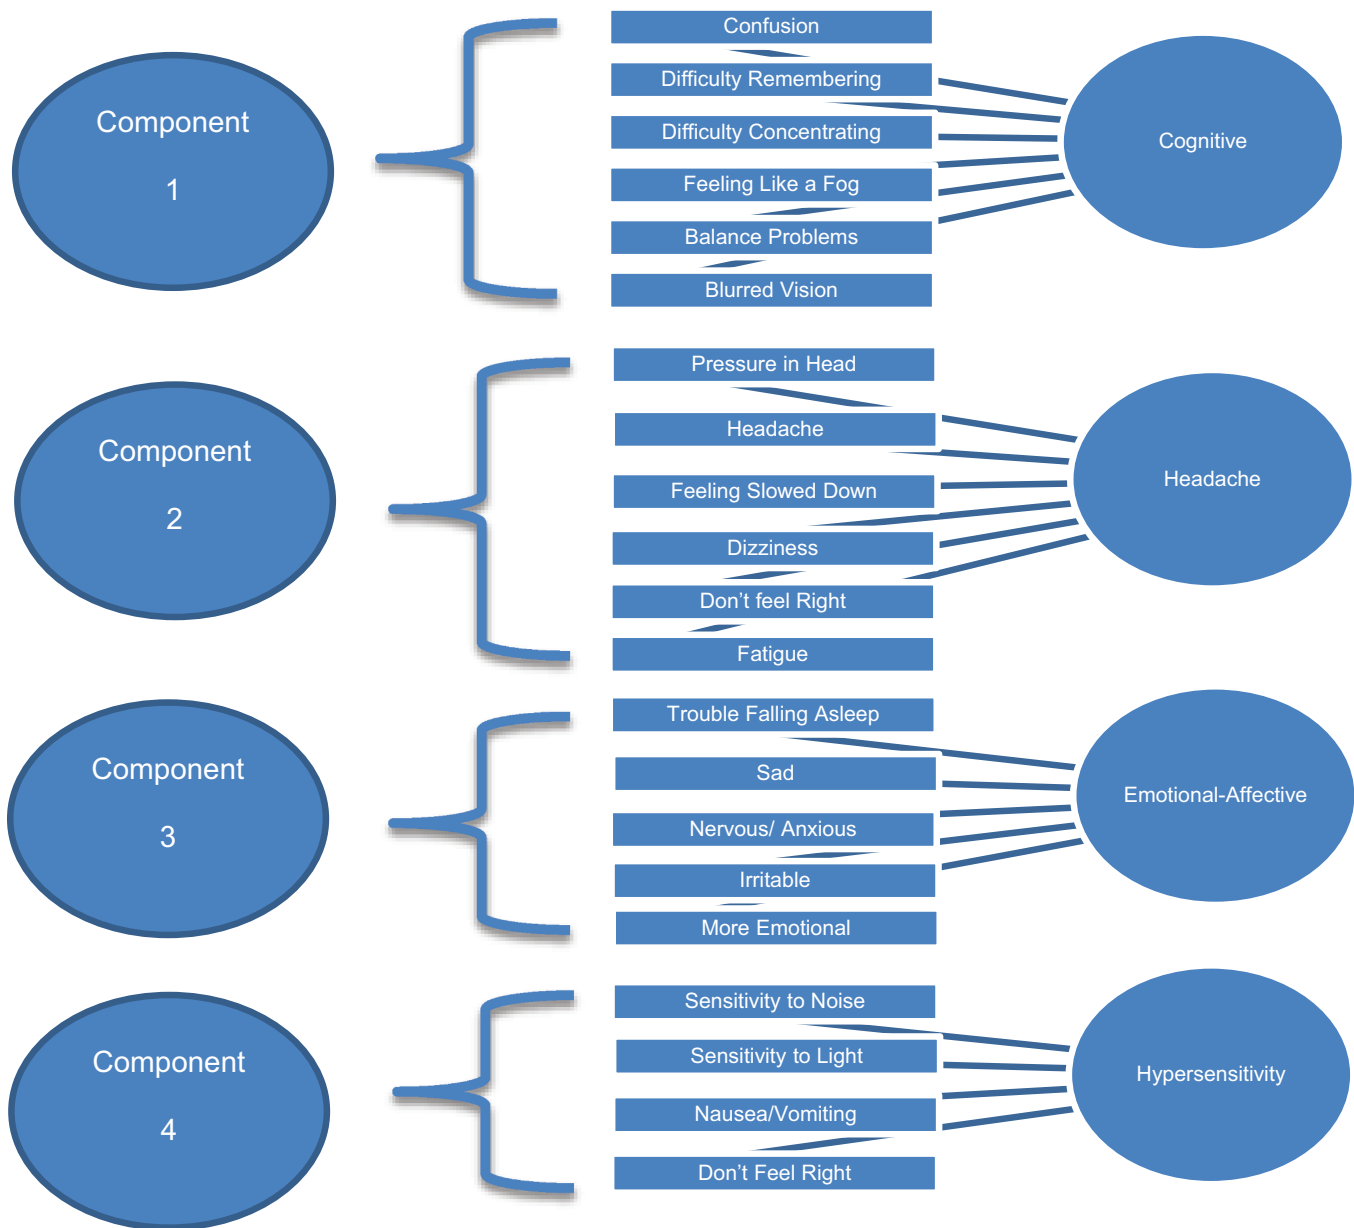 Component
1
Confusion
Difficulty Remembering
Difficulty Concentrating
Feeling Like a Fog
Balance Problems
Blurred Vision
Cognitive
Component
2
Pressure in Head
Headache
Feeling Slowed Down
Dizziness
Don’t feel Right
Fatigue
Headache
Component
3
Trouble Falling Asleep
Sad
Nervous/ Anxious
Irritable
More Emotional
Emotional-Affective
Component
4
Sensitivity to Noise
Sensitivity to Light
Nausea/Vomiting
Don’t Feel Right
Hypersensitivity